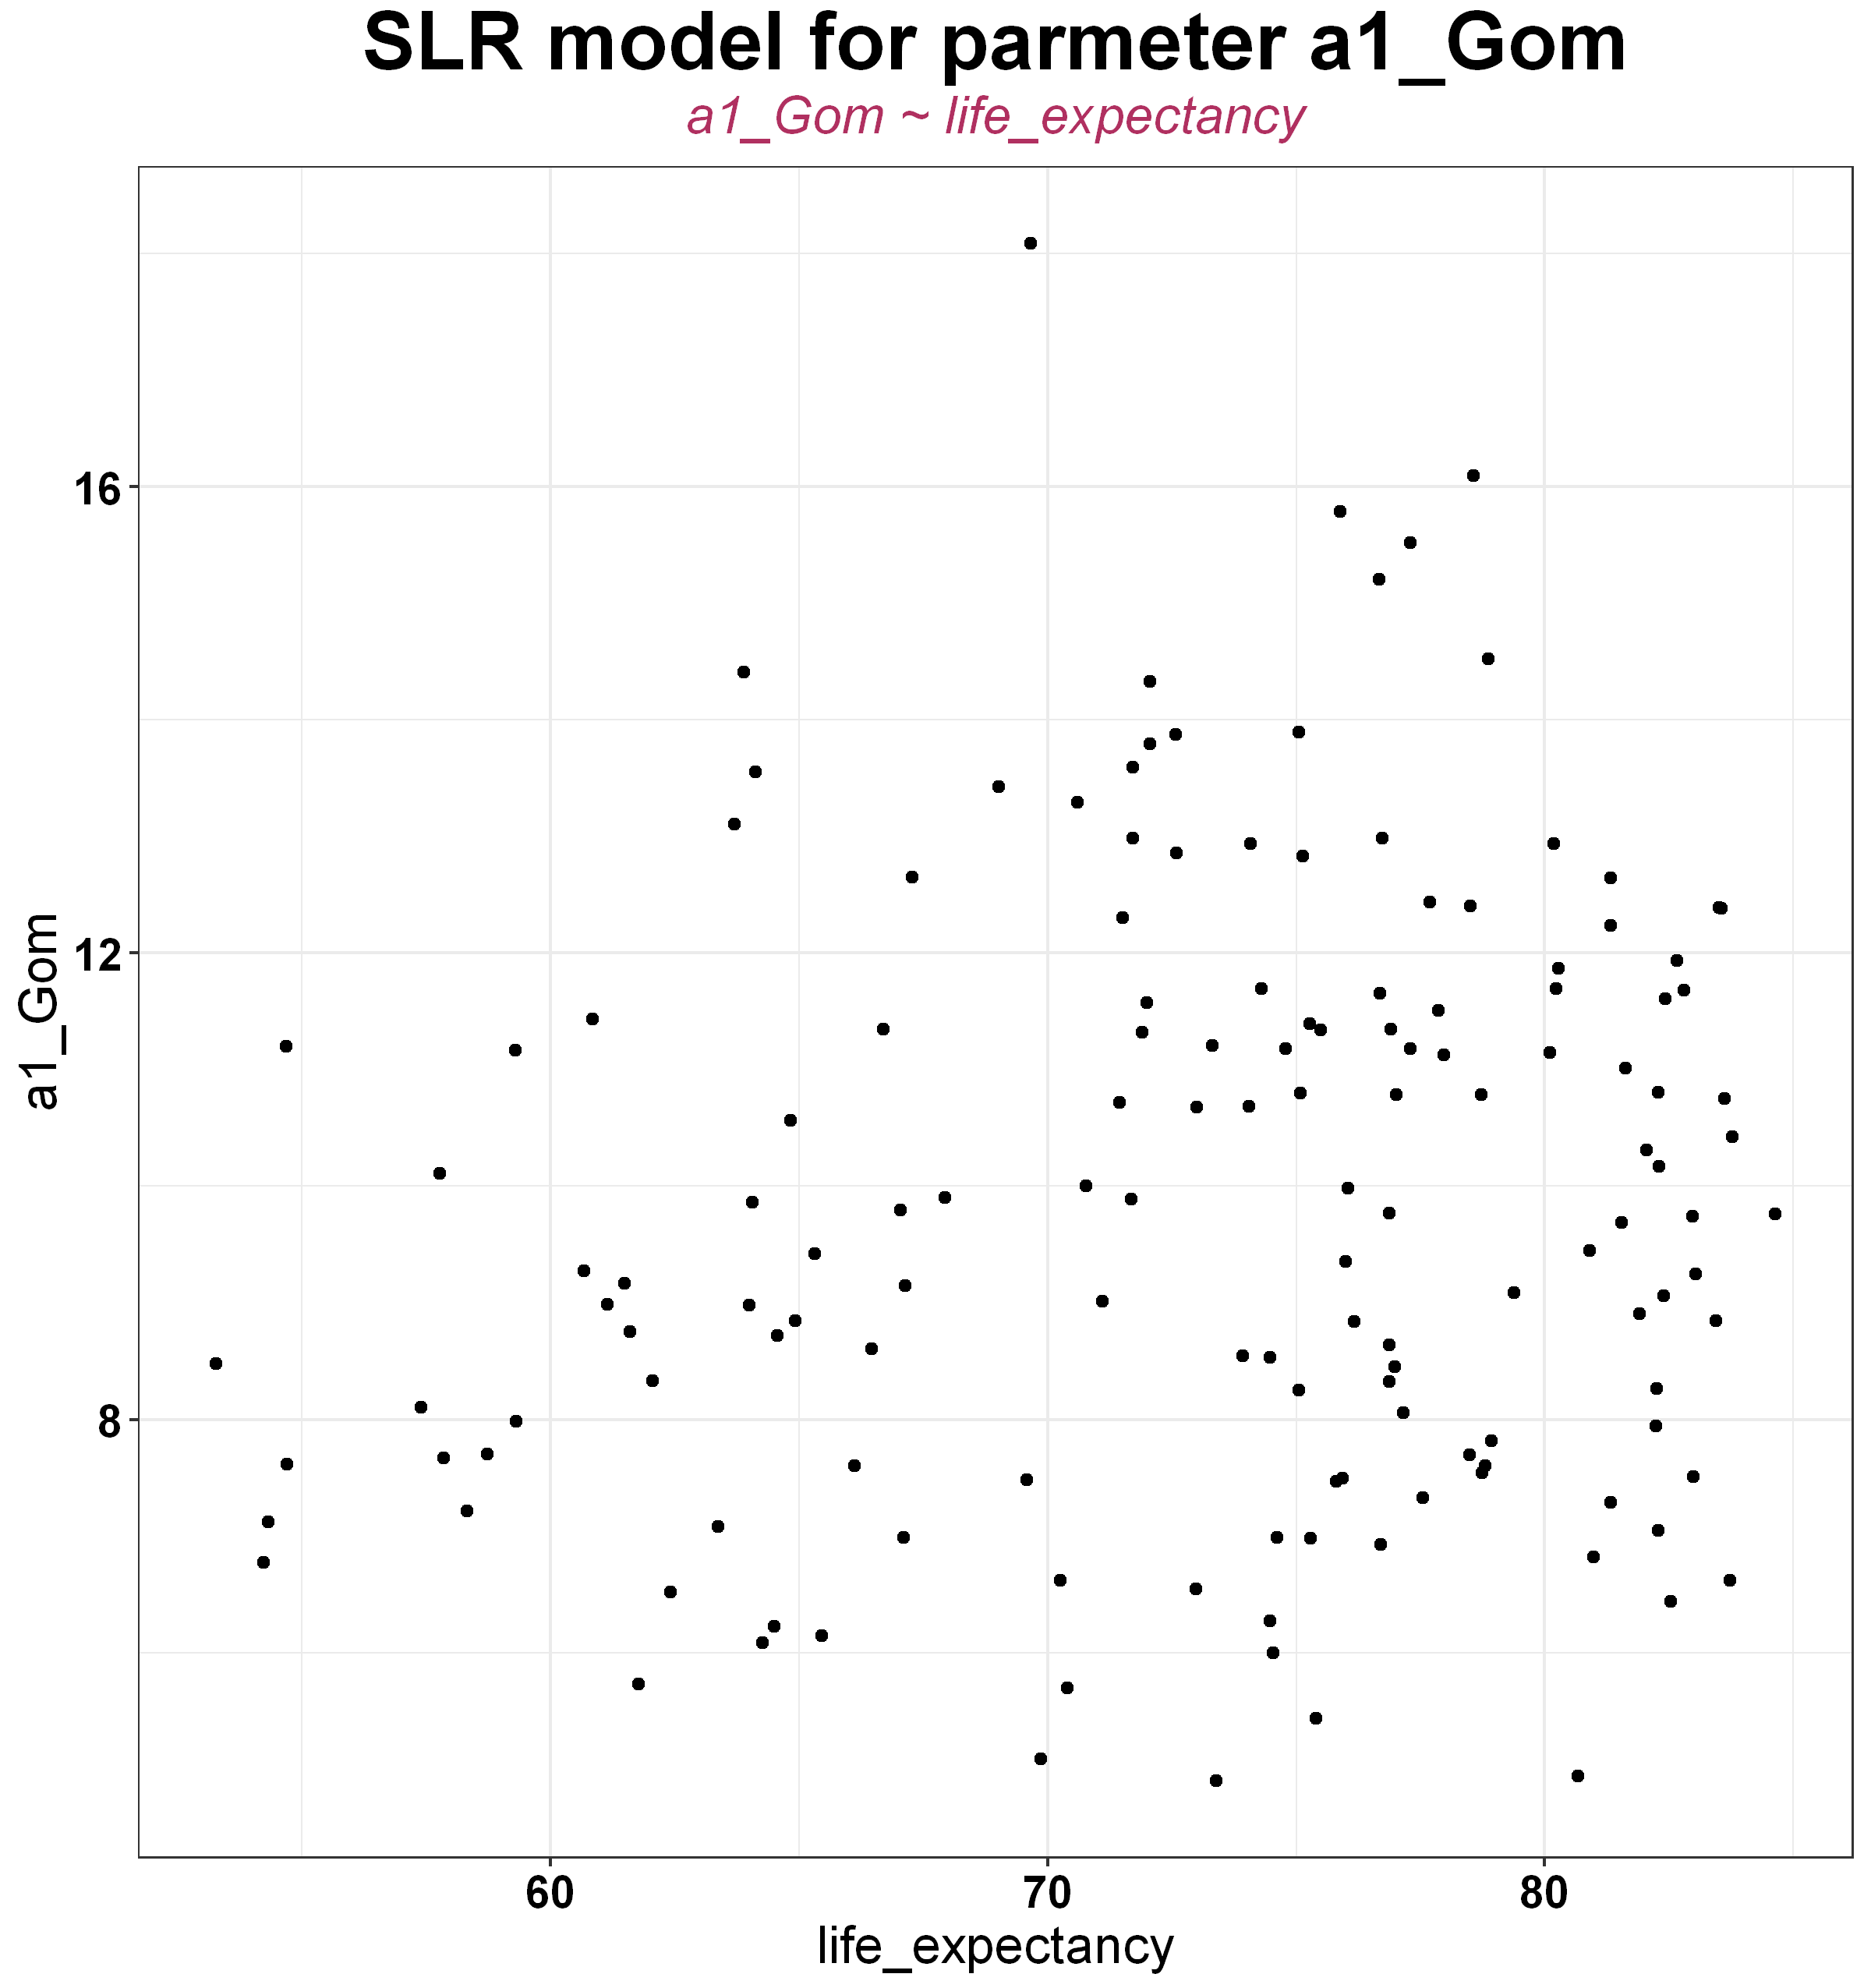 SLR model for parmeter a1_Gom
a1_Gom ~ life_expectancy
16
12
8
a1_Gom
60 70 80
life_expectancy